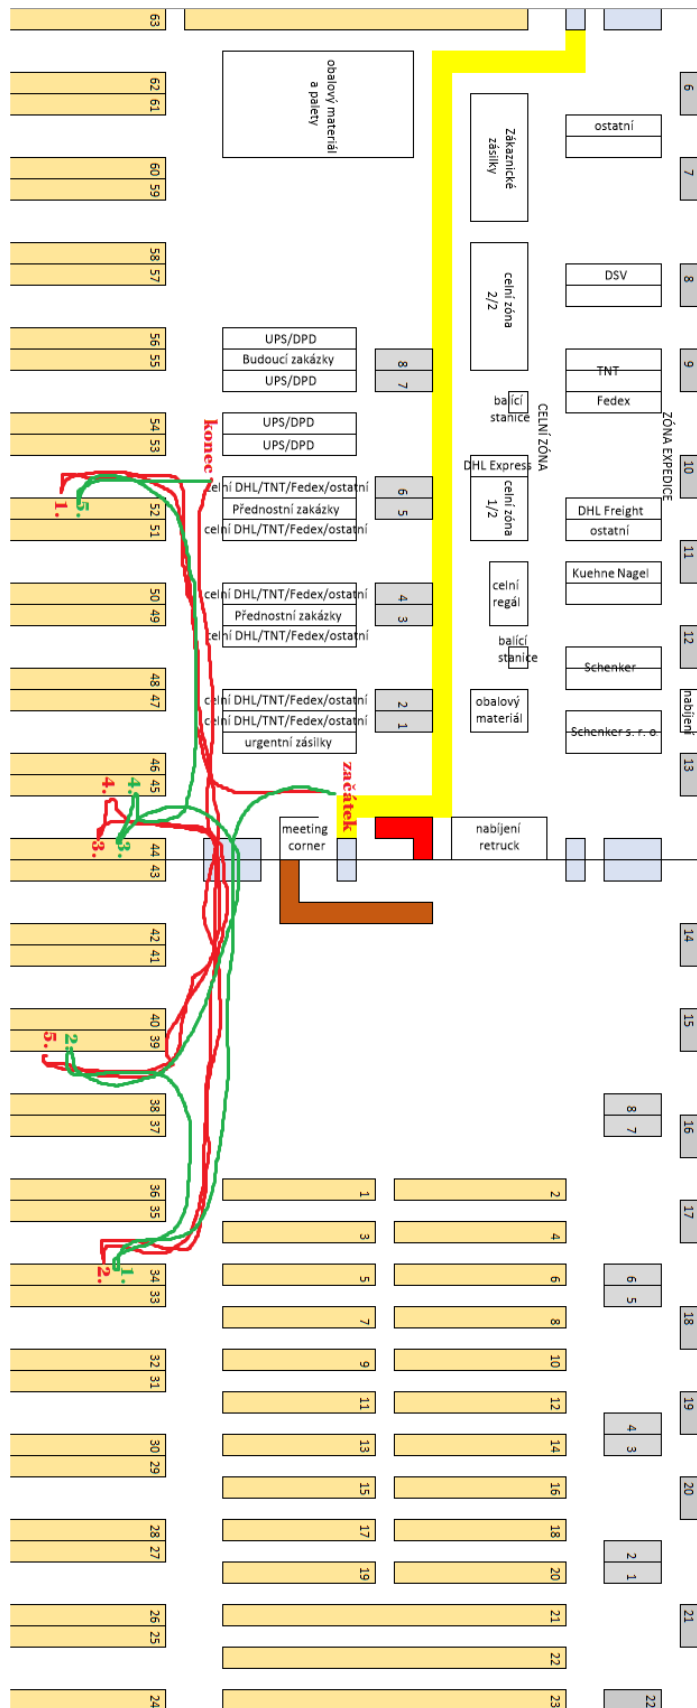 63
62
61
60
59
58
57
56
55
54
53
52
51
50
49
48
47
46
45
44
43
42
41
40
39
38
37
36
35
34
33
32
31
30
29
28
27
26
25
24
obalový materiál
a palety
UPS/DPD
Budoucí zakázky
UPS/DPD
UPS/DPD
UPS/DPD
konec
celní DHL/TNT/Fedex/ostatní
Přednostní zakázky
celní DHL/TNT/Fedex/ostatní
celní DHL/TNT/Fedex/ostatní
Přednostní zakázky
celní DHL/TNT/Fedex/ostatní
celní DHL/TNT/Fedex/ostatní
celní DHL/TNT/Fedex/ostatní
urgentní zásilky
8
7
6
5
4
3
2
1
začátek
meeting
corner
nabíjení
retruck
Zákaznické
zásilky
celní zóna
2/2
balící
stanice
CELNÍ ZÓNA
DHL Express
celní zóna
1/2
celní
regál
balící
stanice
obalový
materiál
ostatní
DSV
TNT
Fedex
ZÓNA EXPEDICE
DHL Freight
ostatní
Kuehne Nagel
Schenker
Schenker s. r. o.
6
7
8
9
10
11
12
nabíjení
13
14
15
16
17
18
19
20
21
22
1.
5.
4.
4.
3.
3.
5.
2.
2.
1.
8
7
6
5
4
3
2
1
1
2
3
4
5
6
7
8
9
10
11
12
13
14
15
16
17
18
19
20
21
22
23